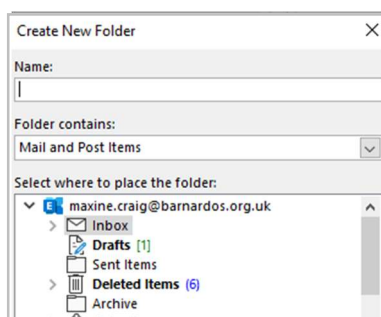 Create New Folder
Name:
Folder contains:
Mail and Post Items
Select where to place the folder:
maxine.craig@barnardos.org.uk
Inbox
Drafts [1]
Sent Items
Deleted Items (6)
Archive